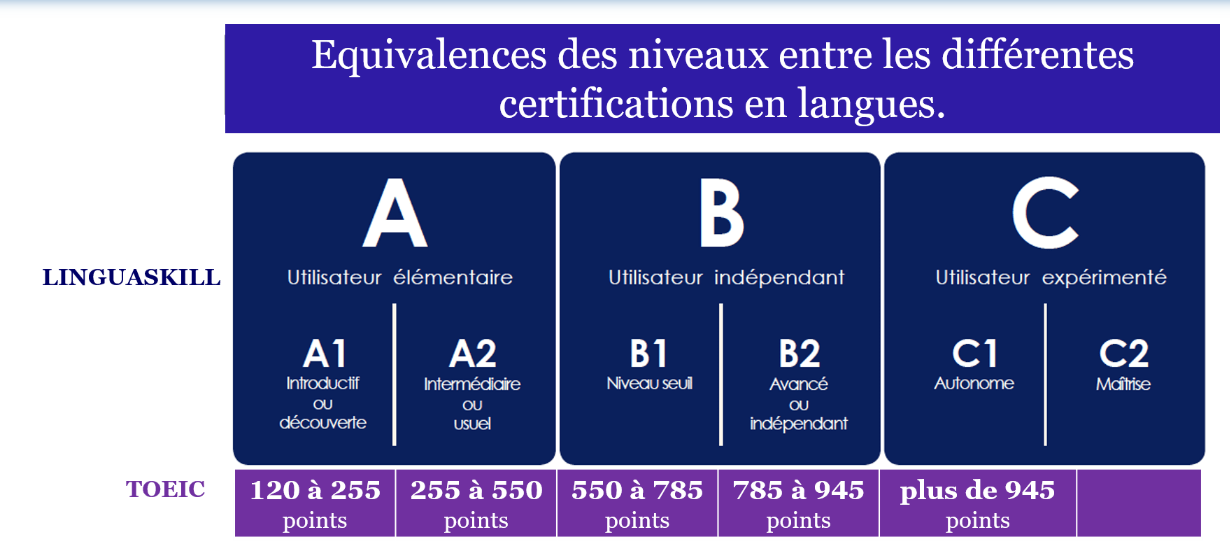 Equivalences des niveaux entre les différentes
certifications en langues.
LINGUASKILL
A
Utilisateur élémentaire
A1
Introductif
ou
découverte
A2
Intermédiaire
ou
usuel
B
Utilisateur indépendant
B1
Niveau seuil
B2
Avancé
ou
indépendant
C
Utilisateur expérimenté
C1
Autonome
C2
Maîtrise
TOEIC
120 à 255
points
255 à 550
points
550 à 785
points
785 à 945
points
plus de 945
points